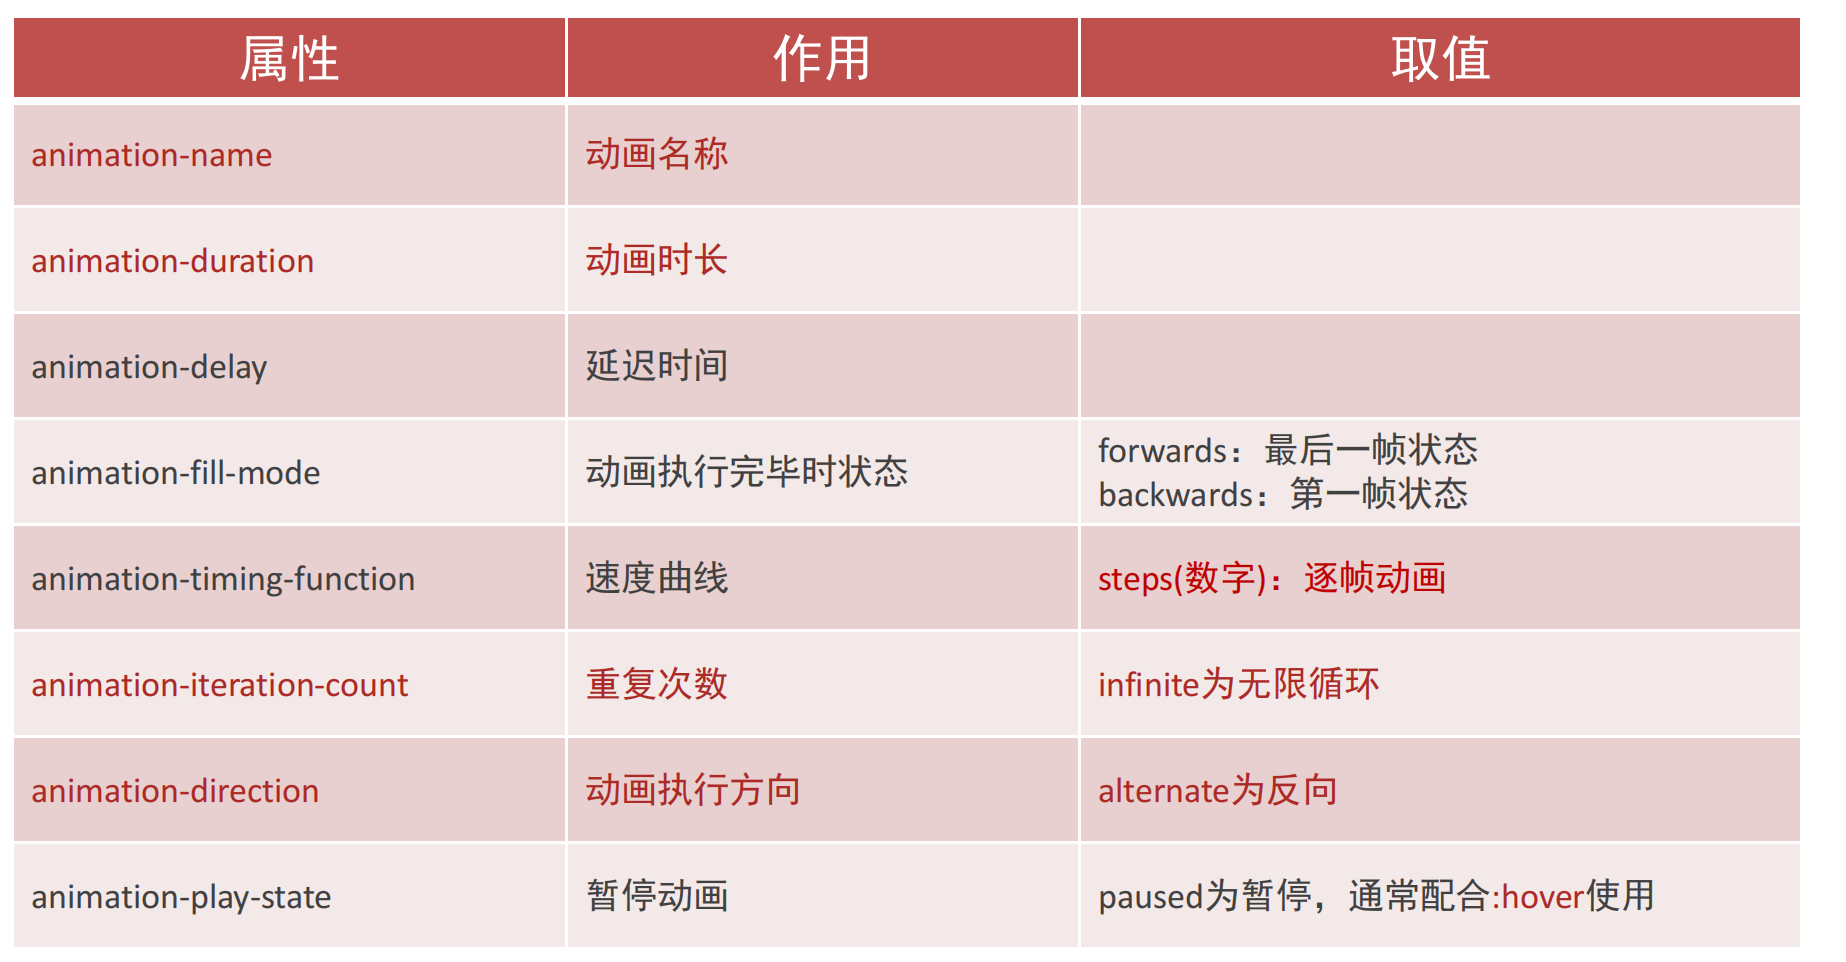 属性 作用 取值
animation-name 动画名称
animation-duration 动画时长
animation-delay 延迟时间
animation-fill-mode 动画执行完毕时状态 forwards：最后一帧状态
backwards：第一帧状态
animation-timing-function 速度曲线 steps(数字)：逐帧动画
animation-iteration-count 重复次数 infinite为无限循环
animation-direction 动画执行方向 alternate为反向
animation-play-state 暂停动画 paused为暂停，通常配合:hover使用